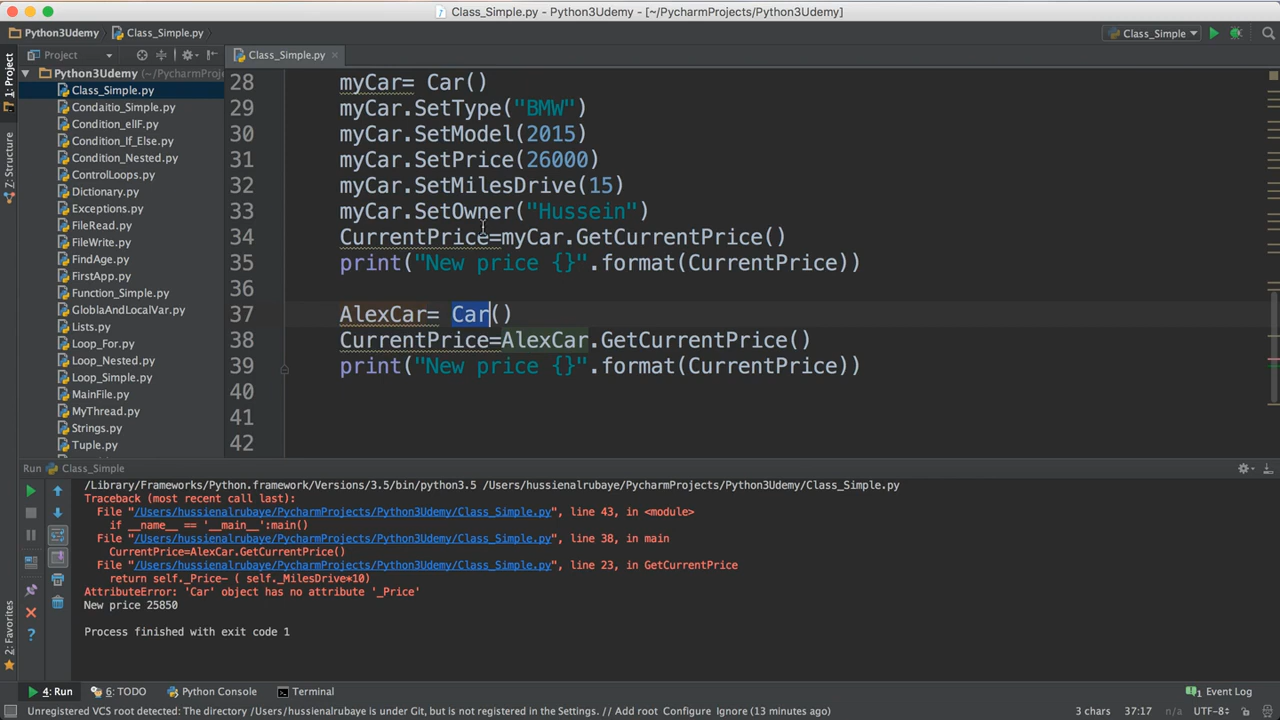 Class_Simple.py - Python3Udemy - [~/PycharmProjects/Python3Udemy]
Python3Udemy Class_Simple.py Class_Simple
1: Project
Z: Structure
2: Favorites
Project Class_Simple.py
Python3Udemy (~/PycharmProj
Class_Simple.py
Condaitio_Simple.py
Condition_elIF.py
Condition_If_Else.py
Condition_Nested.py
ControlLoops.py
Dictionary.py
Exceptions.py
FileRead.py
FileWrite.py
FindAge.py
FirstApp.py
Function_Simple.py
GloblaAndLocalVar.py
Lists.py
Loop_For.py
Loop_Nested.py
Loop_Simple.py
MainFile.py
MyThread.py
Strings.py
Tuple.py
28 myCar= Car()
29 myCar.SetType("BMW")
30 myCar.SetModel(2015)
31 myCar.SetPrice(26000)
32 myCar.SetMilesDrive(15)
33 myCar.SetOwner("Hussein")
34 CurrentPrice=myCar.GetCurrentPrice()
35 print("New price {}".format(CurrentPrice))
36
37 AlexCar= Car()
38 CurrentPrice=AlexCar.GetCurrentPrice()
39 print("New price {}".format(CurrentPrice))
40
41
42
Run Class_Simple
/Library/Frameworks/Python.framework/Versions/3.5/bin/python3.5 /Users/hussienalrubaye/PycharmProjects/Python3Udemy/Class_Simple.py
Traceback (most recent call last):
File "/Users/hussienalrubaye/PycharmProjects/Python3Udemy/Class_Simple.py", line 43, in <module>
if __name__ == '__main__':main()
File "/Users/hussienalrubaye/PycharmProjects/Python3Udemy/Class_Simple.py", line 38, in main
CurrentPrice=AlexCar.GetCurrentPrice()
File "/Users/hussienalrubaye/PycharmProjects/Python3Udemy/Class_Simple.py", line 23, in GetCurrentPrice
return self._Price- ( self._MilesDrive*10)
AttributeError: 'Car' object has no attribute '_Price'
New price 25850
Process finished with exit code 1
4: Run 6: TODO Python Console Terminal 1 Event Log
Unregistered VCS root detected: The directory /Users/hussienalrubaye is under Git, but is not registered in the Settings. // Add root Configure Ignore (13 minutes ago) 3 chars 37:17 n/a UTF-8